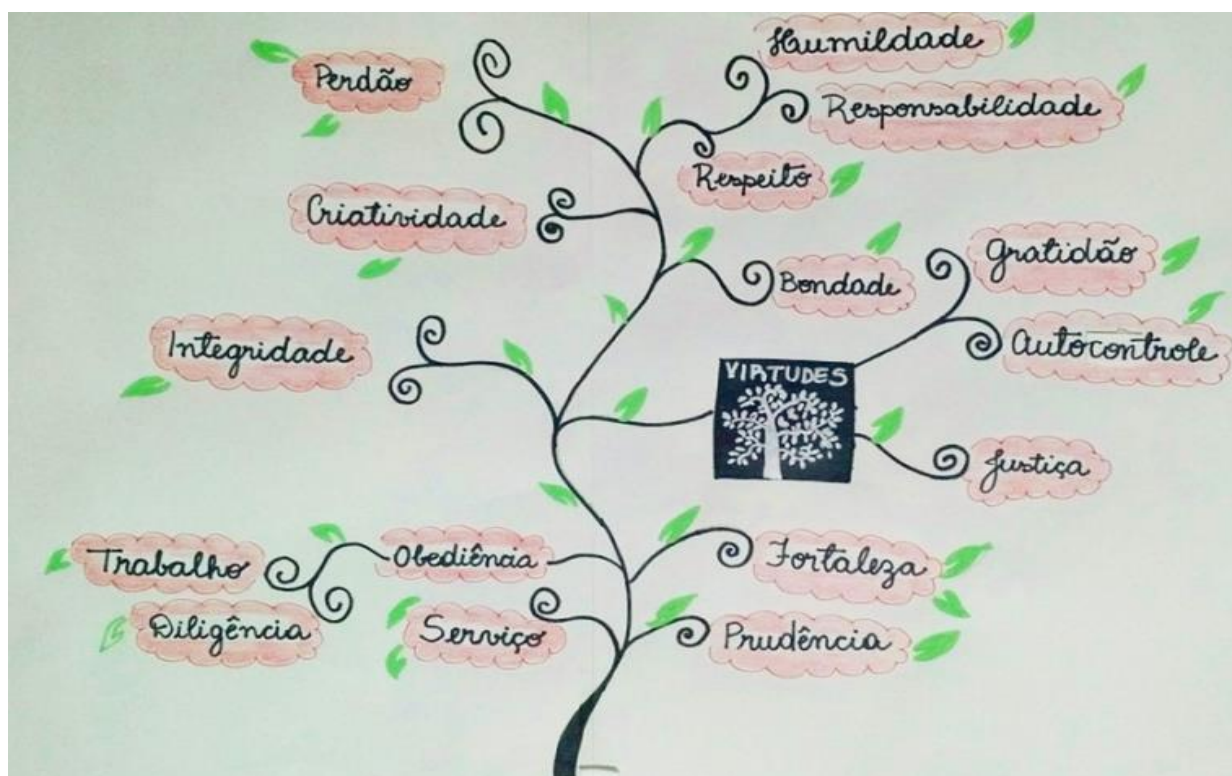 Humildade
Perdão
Responsabilidade
Respeito
Criatividade
Gratidão
Bondade
Autocontrole
Integridade
VIRTUDES
Justiça
Trabalho
Obediência
Fortaleza
Diligência
Serviço
Prudência